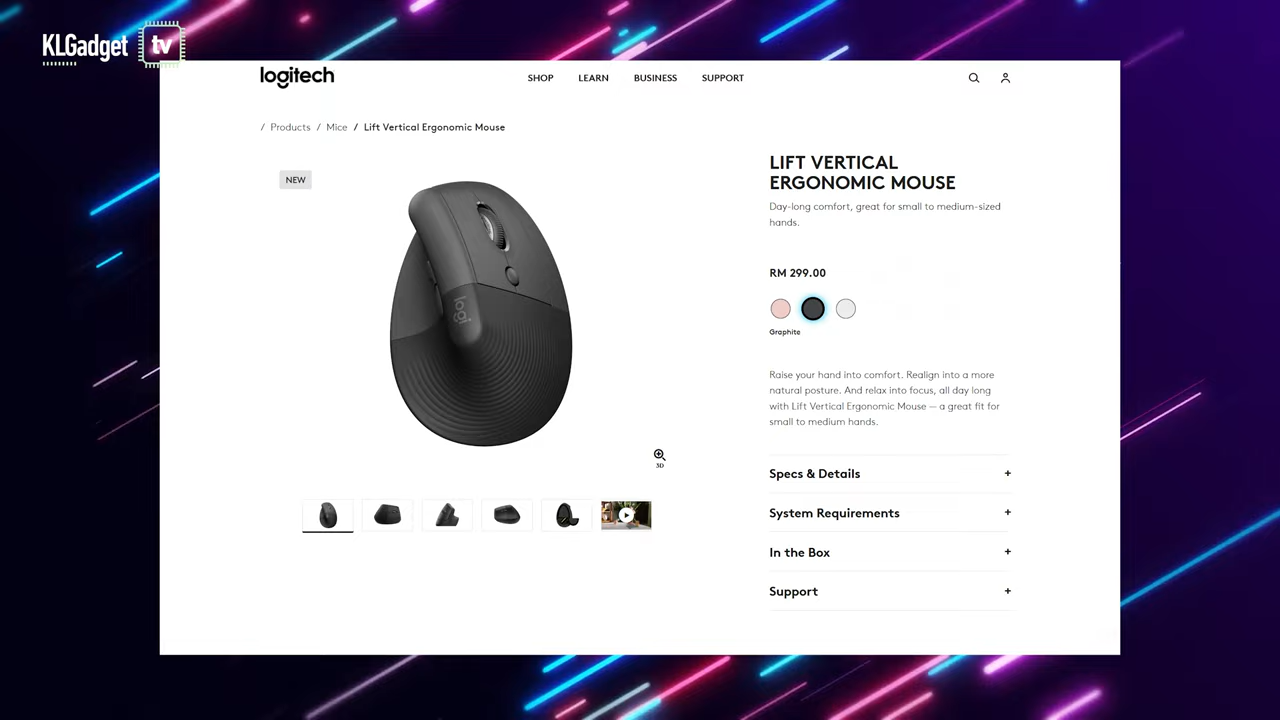 KLGadget tv
logitech
SHOP LEARN BUSINESS SUPPORT
/ Products / Mice / Lift Vertical Ergonomic Mouse
NEW
logi
3D
LIFT VERTICAL
ERGONOMIC MOUSE
Day-long comfort, great for small to medium-sized
hands.
RM 299.00
Graphite
Raise your hand into comfort. Realign into a more
natural posture. And relax into focus, all day long
with Lift Vertical Ergonomic Mouse — a great fit for
small to medium hands.
Specs & Details +
System Requirements +
In the Box +
Support +